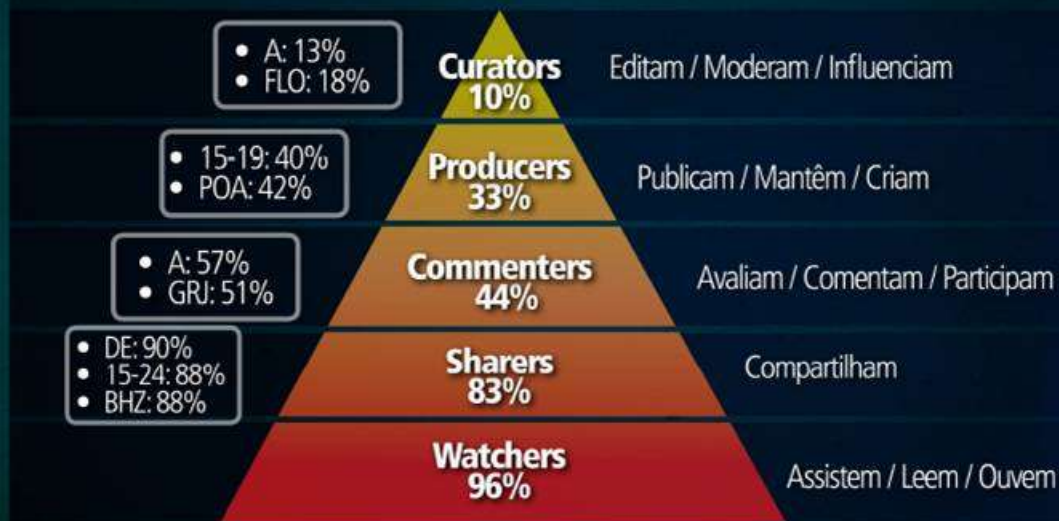 • A: 13%
• FLO: 18%
Curators
10%
Editam / Moderam / Influenciam
• 15-19: 40%
• POA: 42%
Producers
33%
Publicam / Mantêm / Criam
• A: 57%
• GRJ: 51%
Commenters
44%
Avaliam / Comentam / Participam
• DE: 90%
• 15-24: 88%
• BHZ: 88%
Sharers
83%
Compartilham
Watchers
96%
Assistem / Leem / Ouvem